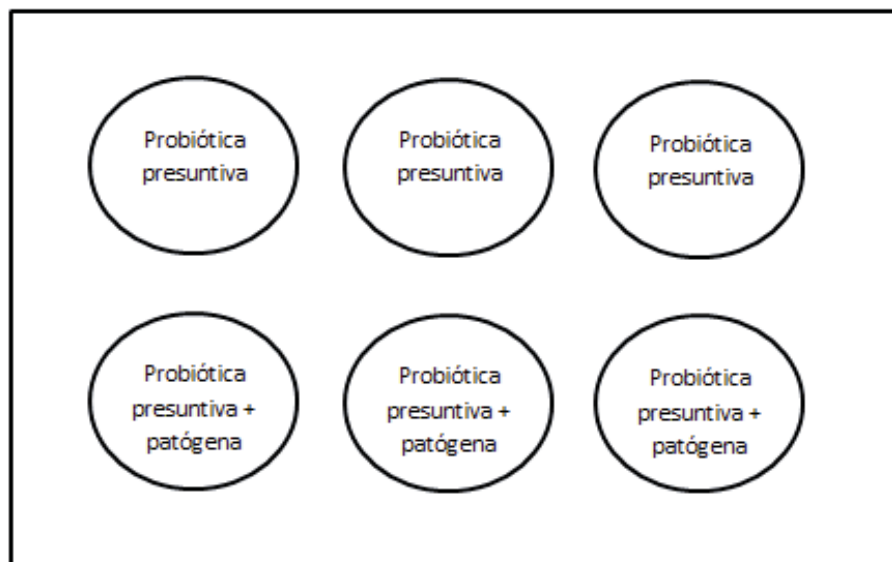 Probiótica
presuntiva
Probiótica
presuntiva
Probiótica
presuntiva
Probiótica
presuntiva +
patógena
Probiótica
presuntiva +
patógena
Probiótica
presuntiva +
patógena